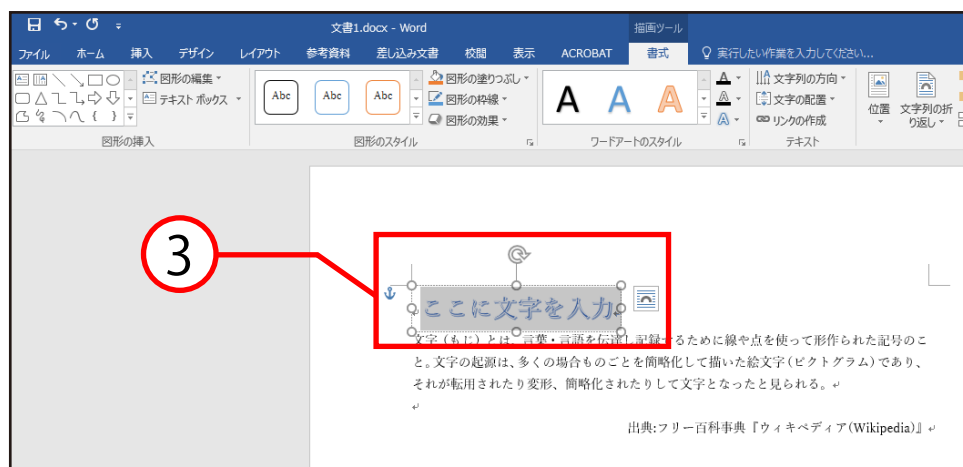 文書1.docx - Word
描画ツール
ファイル ホーム 挿入 デザイン レイアウト 参考資料 差し込み文書 校閲 表示 ACROBAT 書式 実行したい作業を入力してください...
図形の編集
テキスト ボックス
図形の挿入
Abc Abc Abc
図形の塗りつぶし
図形の枠線
図形の効果
図形のスタイル
A A A
A
A
A
ワードアートのスタイル
文字列の方向
文字の配置
リンクの作成
テキスト
位置
文字列の折
り返し
3
ここに文字を入力
文字(もじ)とは、言葉・言語を伝達し記録するために線や点を使って形作られた記号のこ
と。文字の起源は、多くの場合ものごとを簡略化して描いた絵文字(ピクトグラム)であり、
それが転用されたり変形、簡略化されたりして文字となったと見られる。
出典:フリー百科事典『ウィキペディア(Wikipedia)』